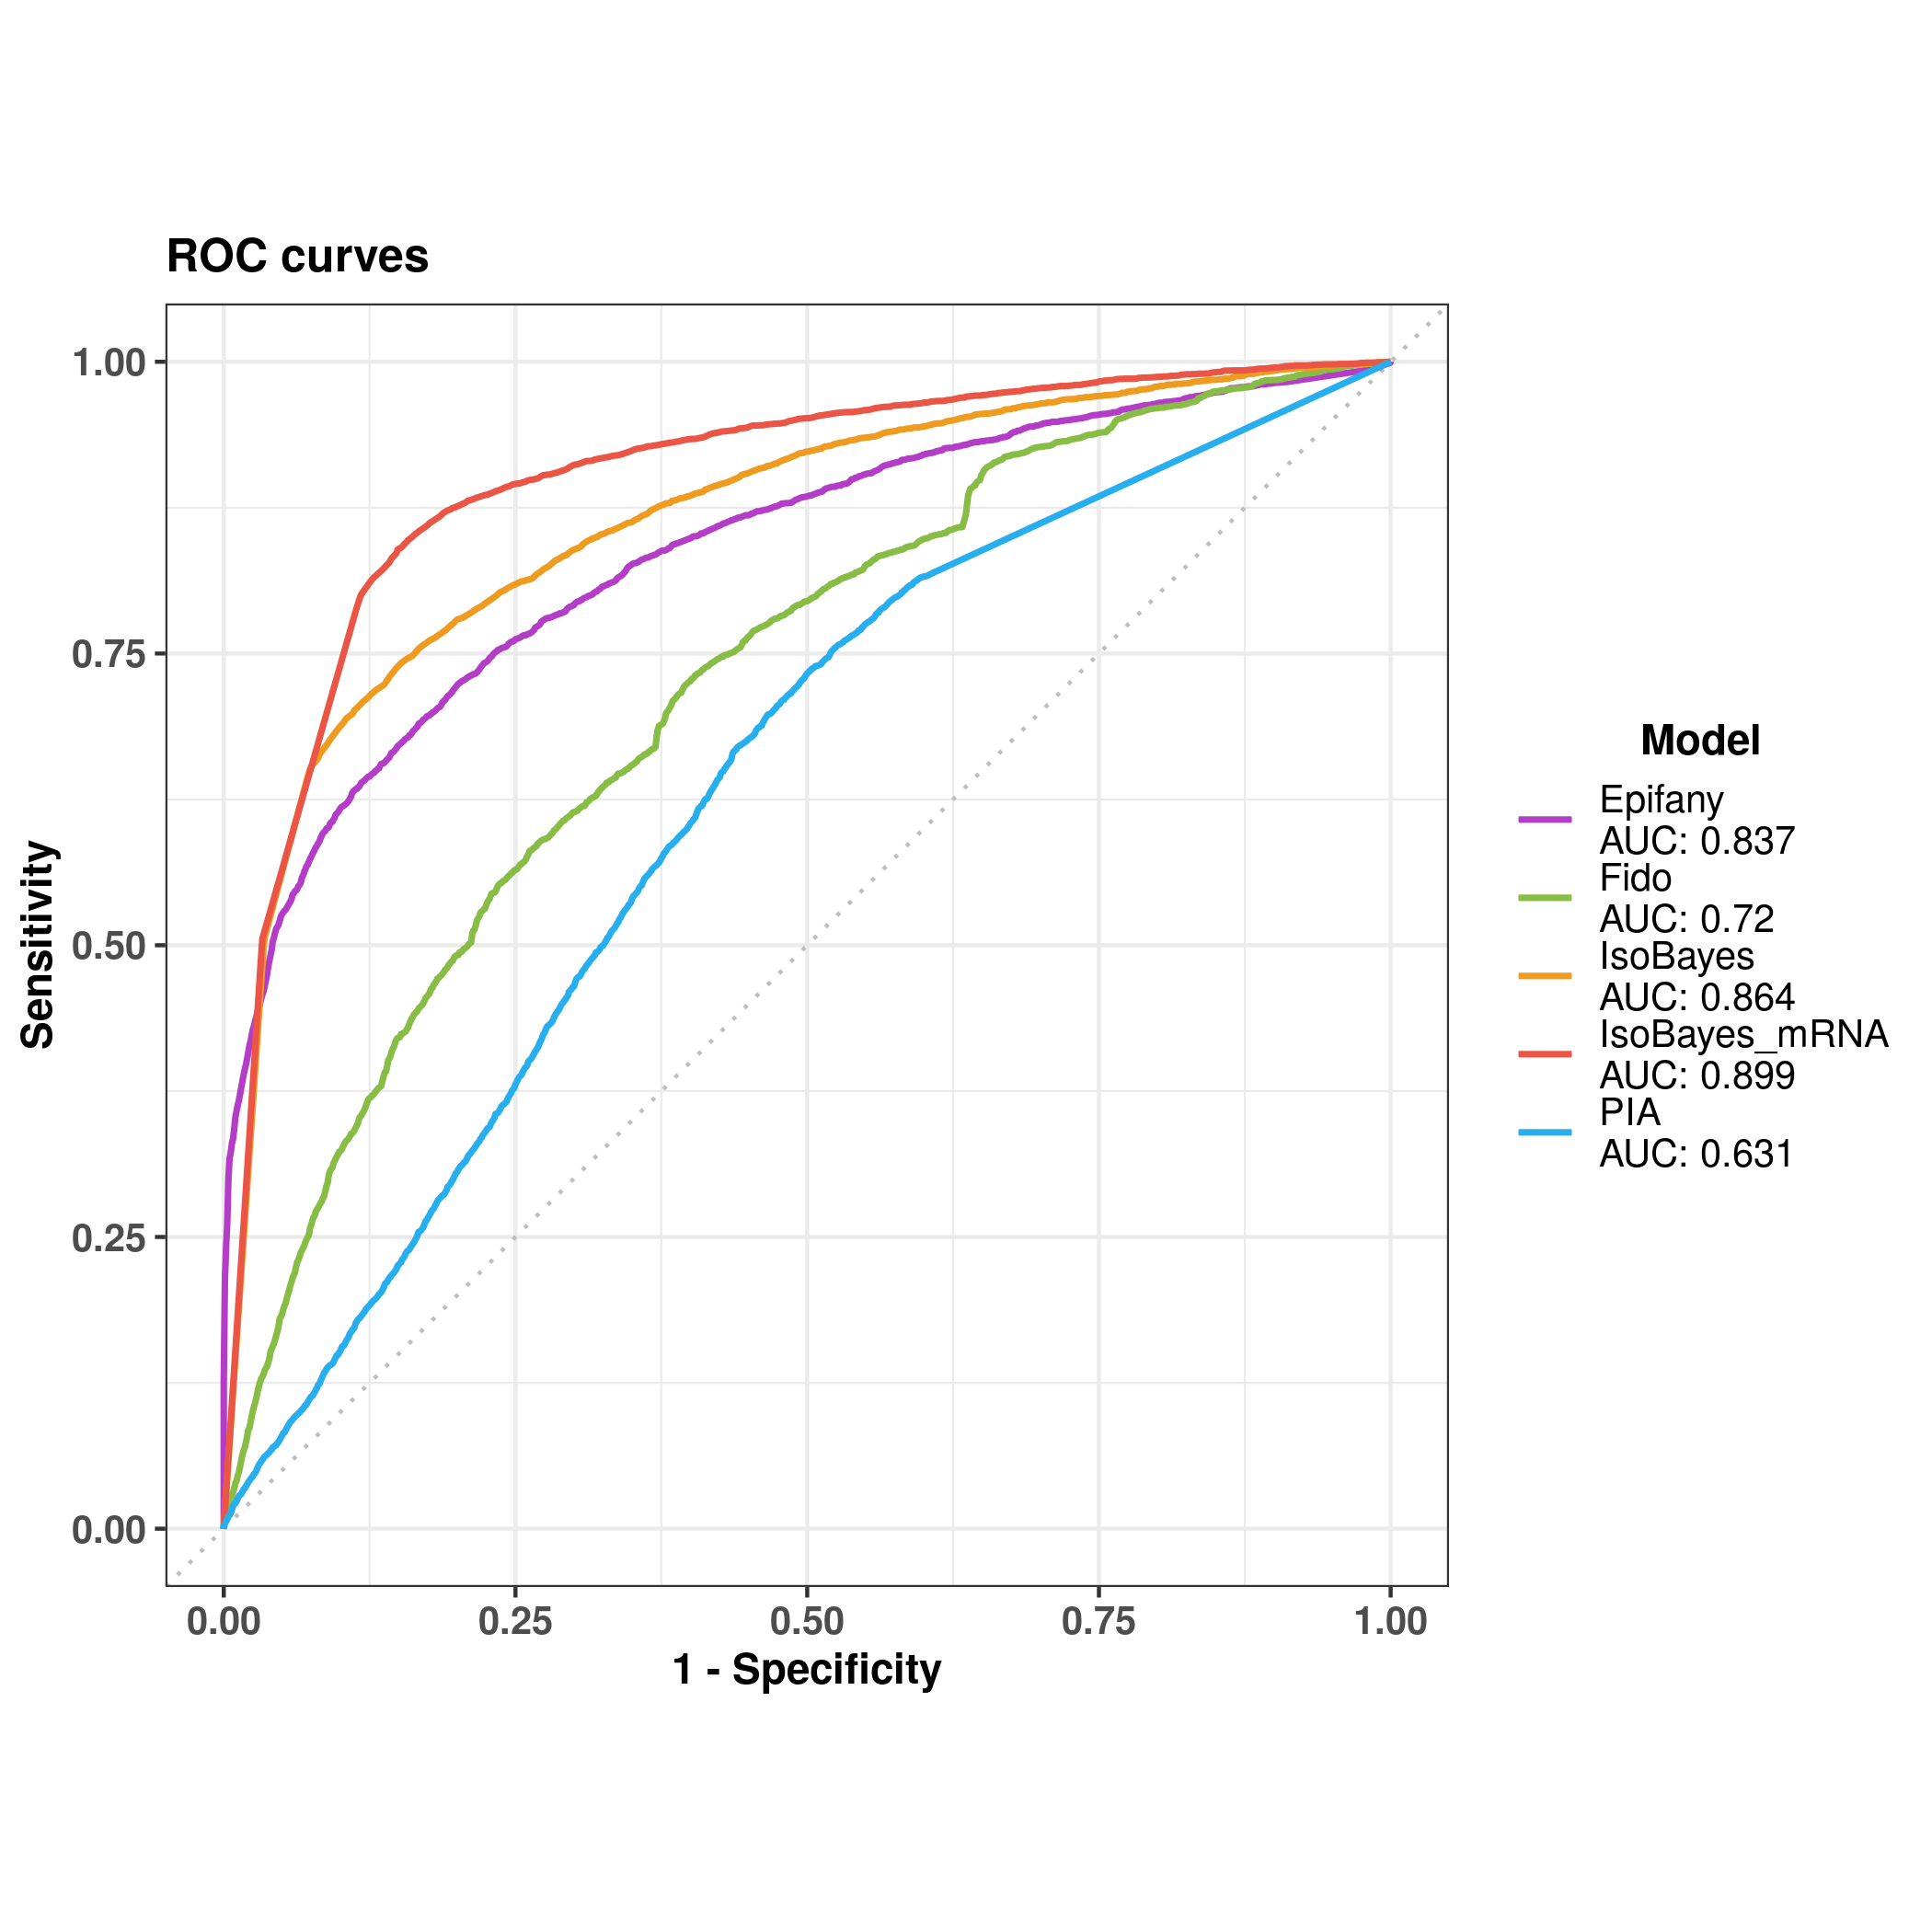 ROC curves
1.00
0.75
0.50
0.25
0.00
Sensitivity
0.00 0.25 0.50 0.75 1.00
1 - Specificity
Model
Epifany
AUC: 0.837
Fido
AUC: 0.72
IsoBayes
AUC: 0.864
IsoBayes_mRNA
AUC: 0.899
PIA
AUC: 0.631